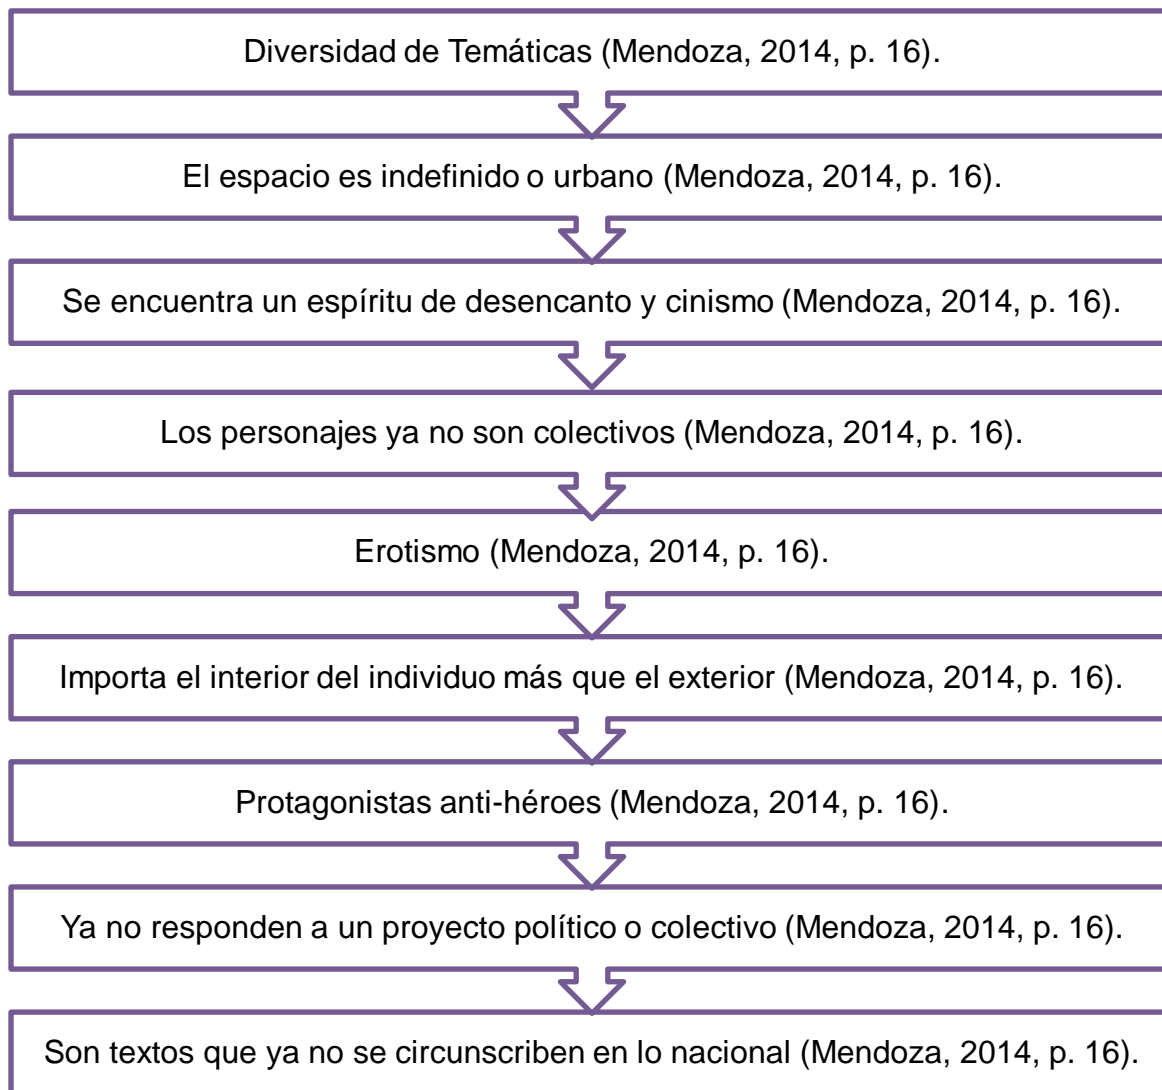 Diversidad de Temáticas (Mendoza, 2014, p. 16).
El espacio es indefinido o urbano (Mendoza, 2014, p. 16).
Se encuentra un espíritu de desencanto y cinismo (Mendoza, 2014, p. 16).
Los personajes ya no son colectivos (Mendoza, 2014, p. 16).
Erotismo (Mendoza, 2014, p. 16).
Importa el interior del individuo más que el exterior (Mendoza, 2014, p. 16).
Protagonistas anti-héroes (Mendoza, 2014, p. 16).
Ya no responden a un proyecto político o colectivo (Mendoza, 2014, p. 16).
Son textos que ya no se circunscriben en lo nacional (Mendoza, 2014, p. 16).